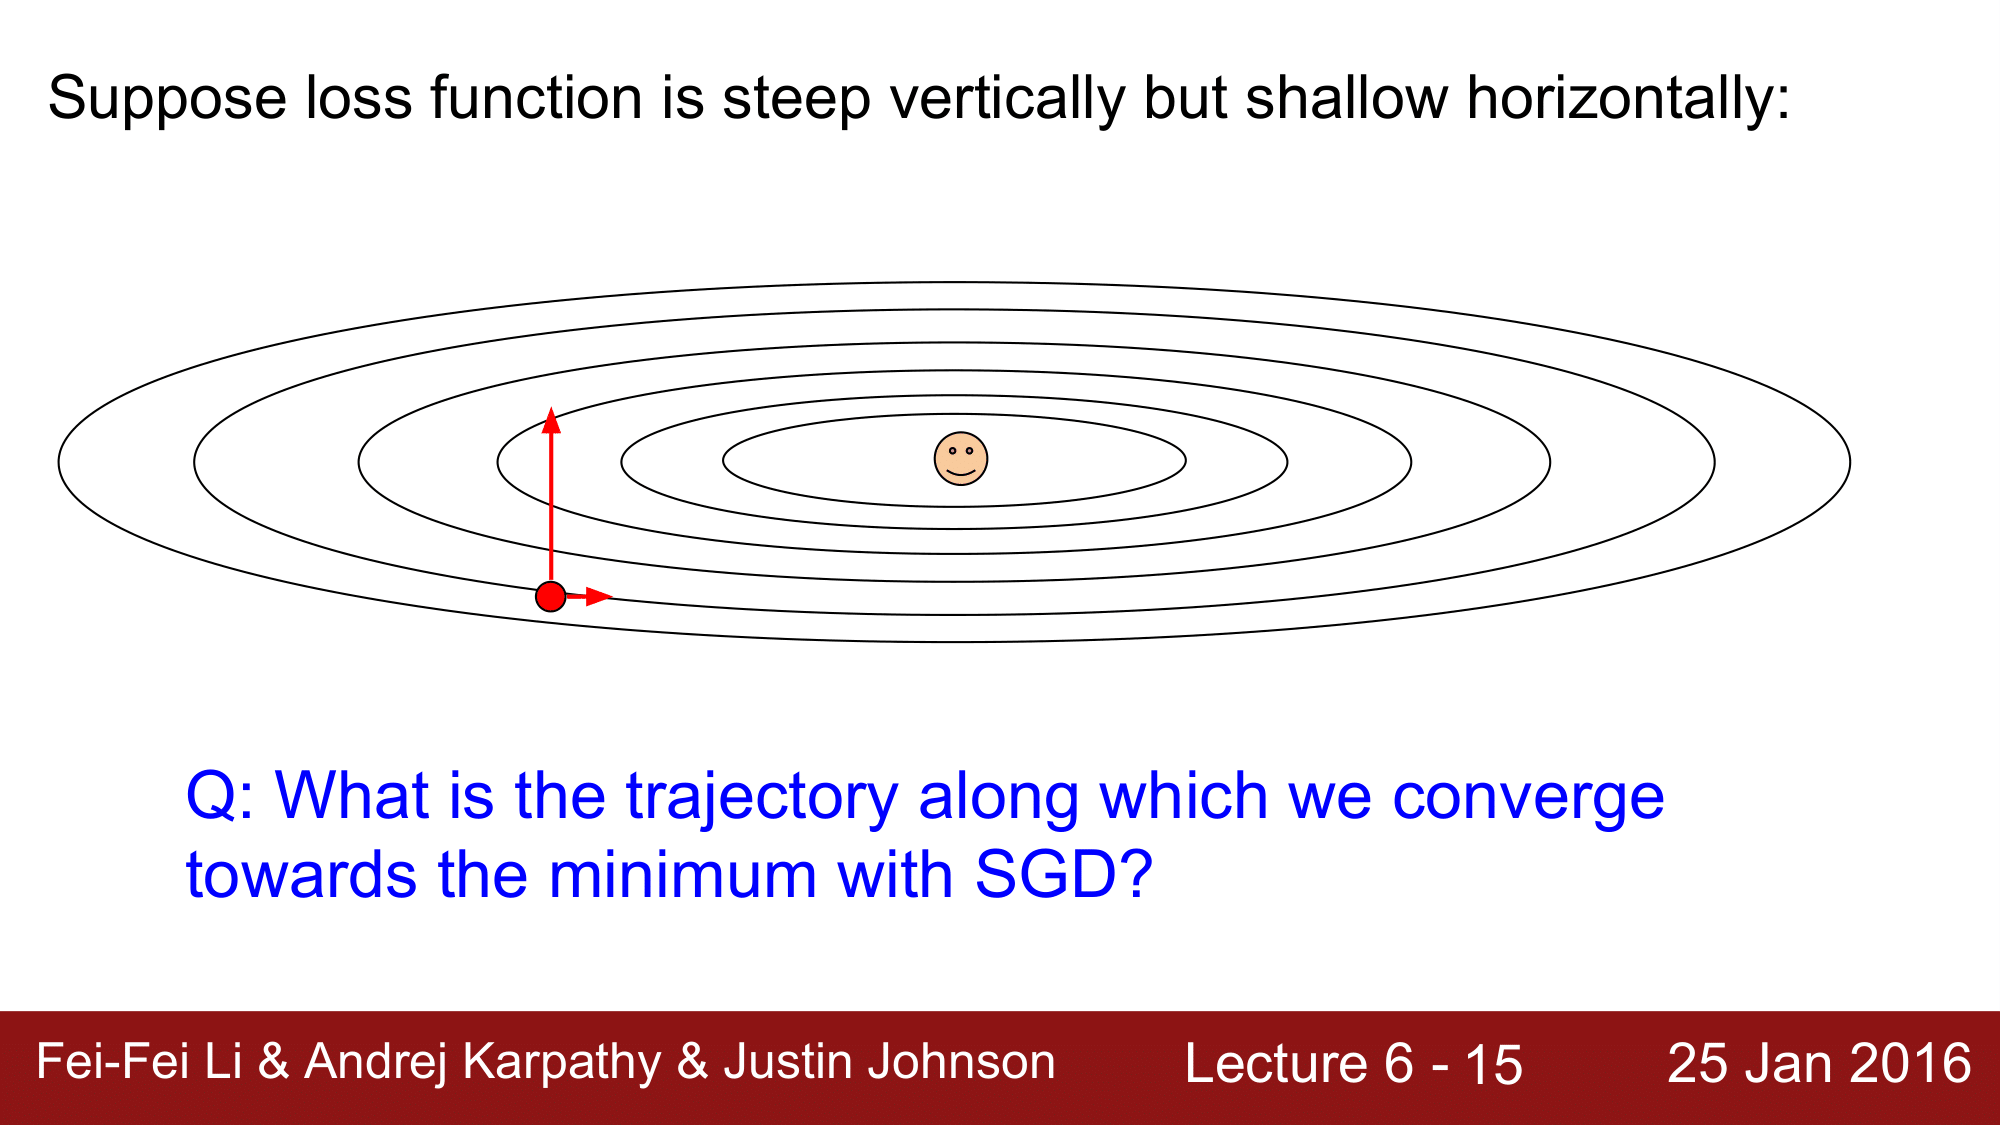 Suppose loss function is steep vertically but shallow horizontally:
Q: What is the trajectory along which we converge
towards the minimum with SGD?
Fei-Fei Li & Andrej Karpathy & Justin Johnson
Lecture 6 - 15
25 Jan 2016